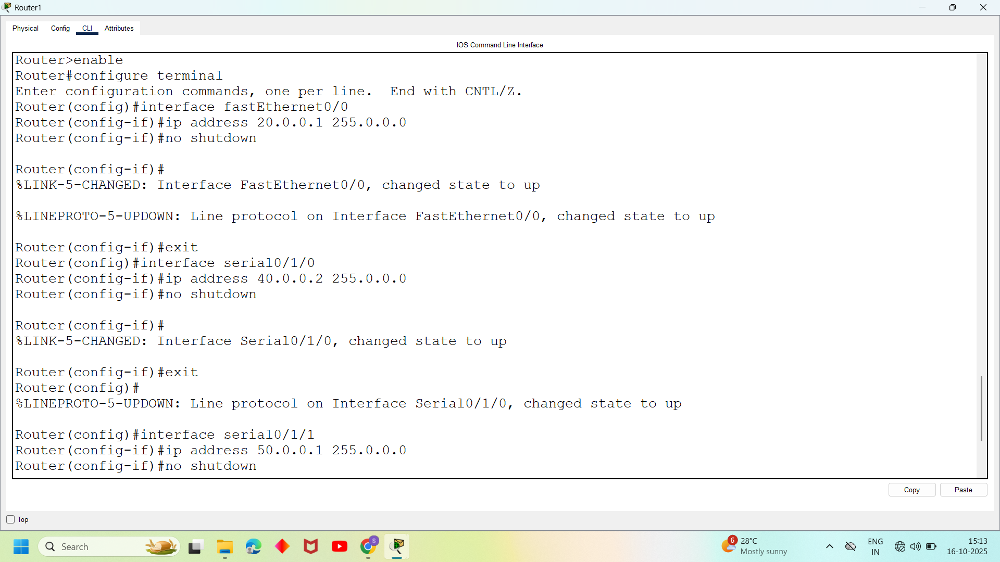 Router1
Physical Config CLI Attributes
IOS Command Line Interface
Router>enable
Router#configure terminal
Enter configuration commands, one per line.  End with CNTL/Z.
Router(config)#interface fastEthernet0/0
Router(config-if)#ip address 20.0.0.1 255.0.0.0
Router(config-if)#no shutdown
Router(config-if)#
%LINK-5-CHANGED: Interface FastEthernet0/0, changed state to up
%LINEPROTO-5-UPDOWN: Line protocol on Interface FastEthernet0/0, changed state to up
Router(config-if)#exit
Router(config)#interface serial0/1/0
Router(config-if)#ip address 40.0.0.2 255.0.0.0
Router(config-if)#no shutdown
Router(config-if)#
%LINK-5-CHANGED: Interface Serial0/1/0, changed state to up
Router(config-if)#exit
Router(config)#
%LINEPROTO-5-UPDOWN: Line protocol on Interface Serial0/1/0, changed state to up
Router(config)#interface serial0/1/1
Router(config-if)#ip address 50.0.0.1 255.0.0.0
Router(config-if)#no shutdown
Copy Paste
Top
Search
S
6
28°C
Mostly sunny
ENG
IN
15:13
16-10-2025